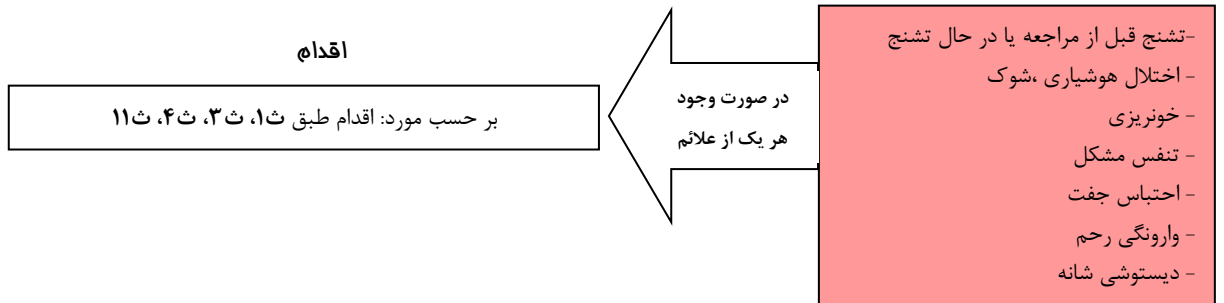 -تشنج قبل از مراجعه یا در حال تشنج
- اختلال هوشیاری ،شوک
- خونریزی
- تنفس مشکل
- احتباس جفت
- وارونگی رحم
- دیستوشی شانه
در صورت وجود
هر یک از علائم
اقدام
بر حسب مورد: اقدام طبق ث۱، ث۳، ث۴، ث۱۱